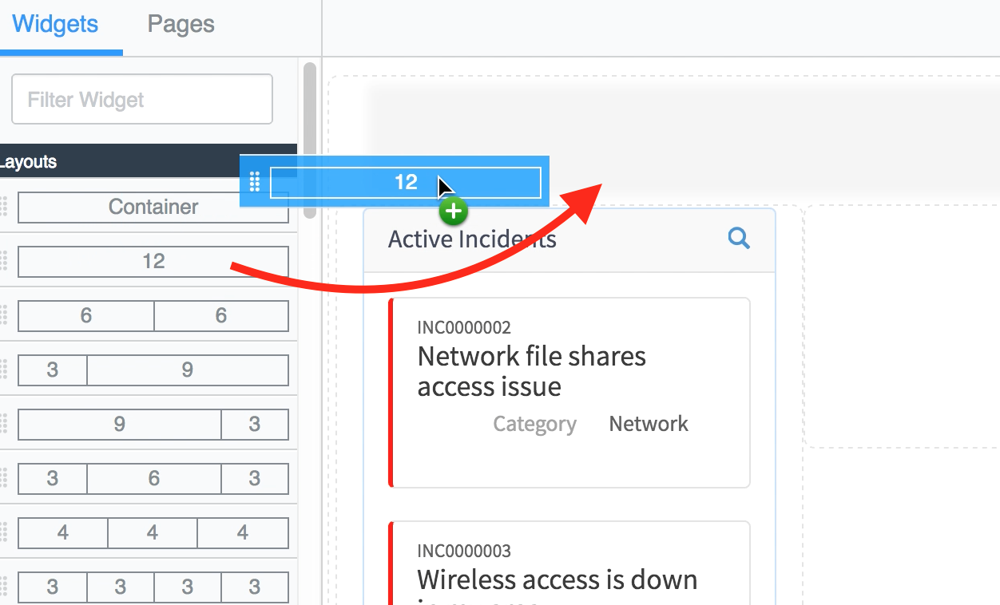 Widgets Pages
Filter Widget
Layouts
12
Container
12
6 6
3 9
9 3
3 6 3
4 4 4
3 3 3 3
Active Incidents
INC0000002
Network file shares
access issue
Category Network
INC0000003
Wireless access is down